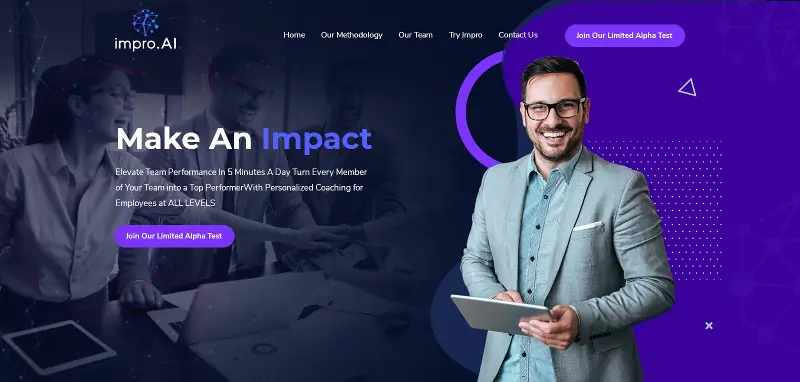 impro.AI
Home
Our Methodology
Our Team
Try Impro
Contact Us
Join Our Limited Alpha Test
Make An Impact
Elevate Team Performance In 5 Minutes A Day Turn Every Member
of Your Team into a Top PerformerWith Personalized Coaching for
Employees at ALL LEVELS
Join Our Limited Alpha Test